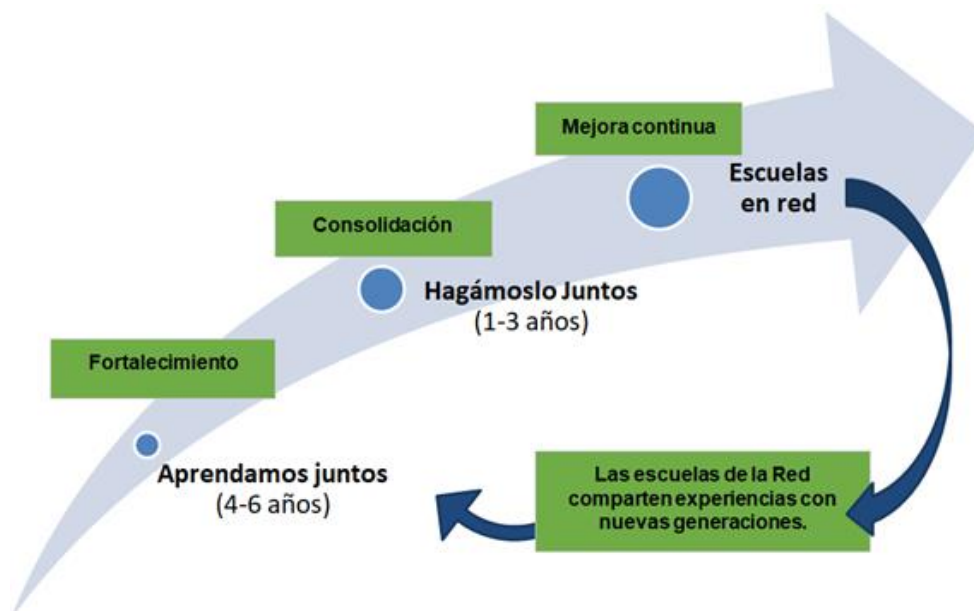 Mejora continua
Escuelas
en red
Consolidación
Hagámoslo Juntos
(1-3 años)
Fortalecimiento
Aprendamos juntos
(4-6 años)
Las escuelas de la Red
comparten experiencias con
nuevas generaciones.